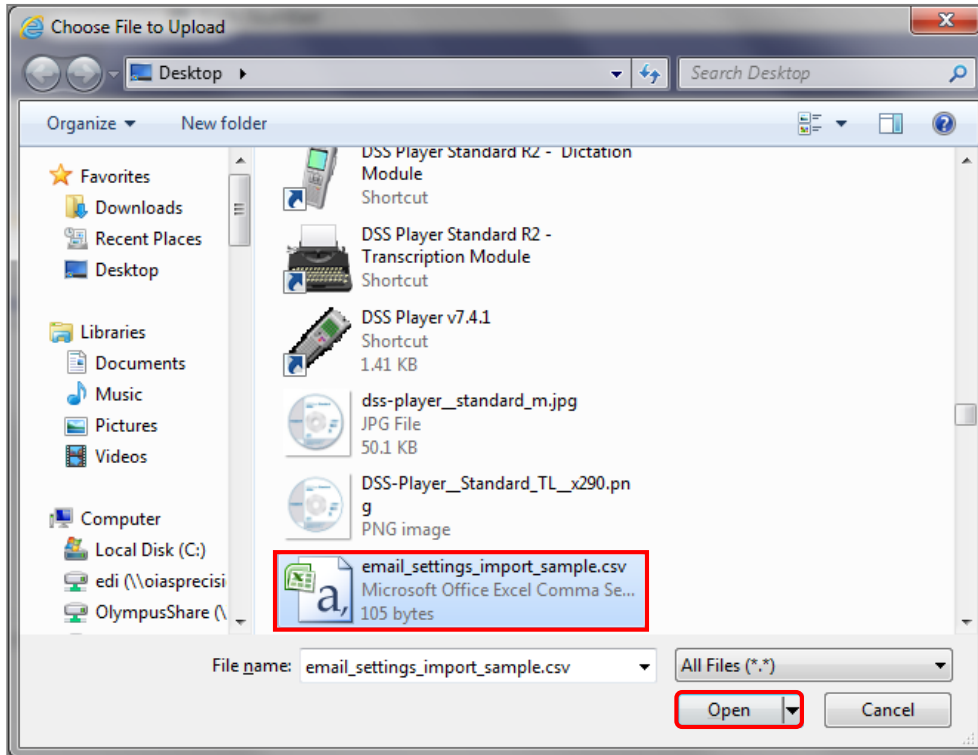 Choose File to Upload
Desktop
Search Desktop
Organize
New folder
Favorites
Downloads
Recent Places
Desktop
Libraries
Documents
Music
Pictures
Videos
Computer
Local Disk (C:)
edi (\\oiasprecisi
OlympusShare (\
DSS Player Standard R2 - Dictation
Module
Shortcut
DSS Player Standard R2 -
Transcription Module
Shortcut
DSS Player v7.4.1
Shortcut
1.41 KB
dss-player__standard_m.jpg
JPG File
50.1 KB
DSS-Player__Standard_TL__x290.pn
g
PNG image
email_settings_import_sample.csv
Microsoft Office Excel Comma Se...
105 bytes
File name: email_settings_import_sample.csv
All Files (*.*)
Open
Cancel